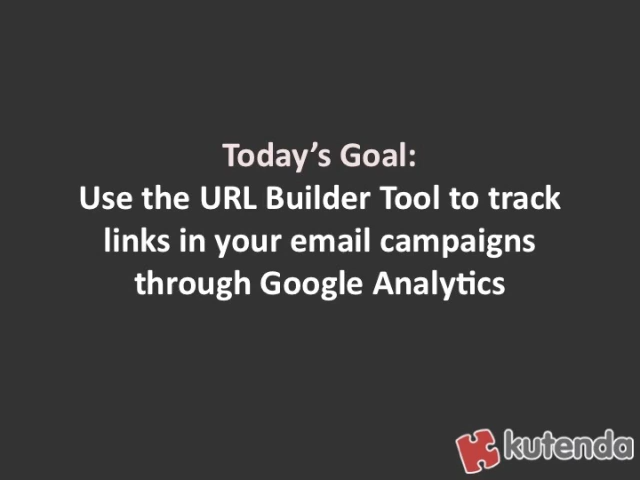 Today’s Goal:
Use the URL Builder Tool to track
links in your email campaigns
through Google Analytics
kutenda